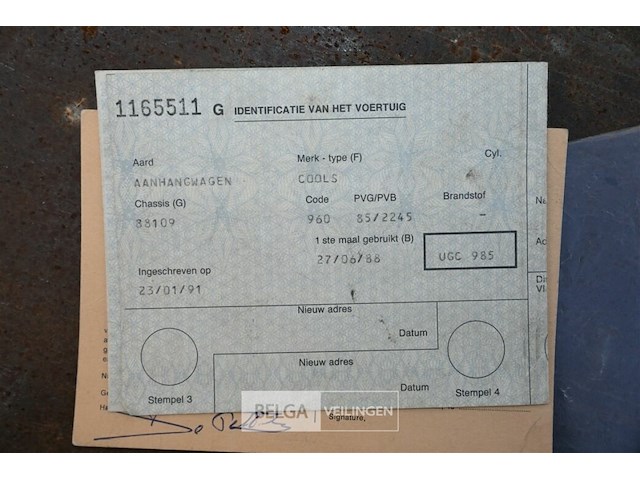 1165511 G IDENTIFICATIE VAN HET VOERTUIG
Aard Merk - type (F) Cyl.
AANHANGWAGEN COOLS
Chassis (G) Code PVG/PVB Brandstof
88109 960 85/2245 -
1 ste maal gebruikt (B)
27/06/88 UGC 985
Ingeschreven op
23/01/91
Nieuw adres
Datum
Nieuw adres
Datum
Stempel 3 Stempel 4
BELGA VEILINGEN
Signature,